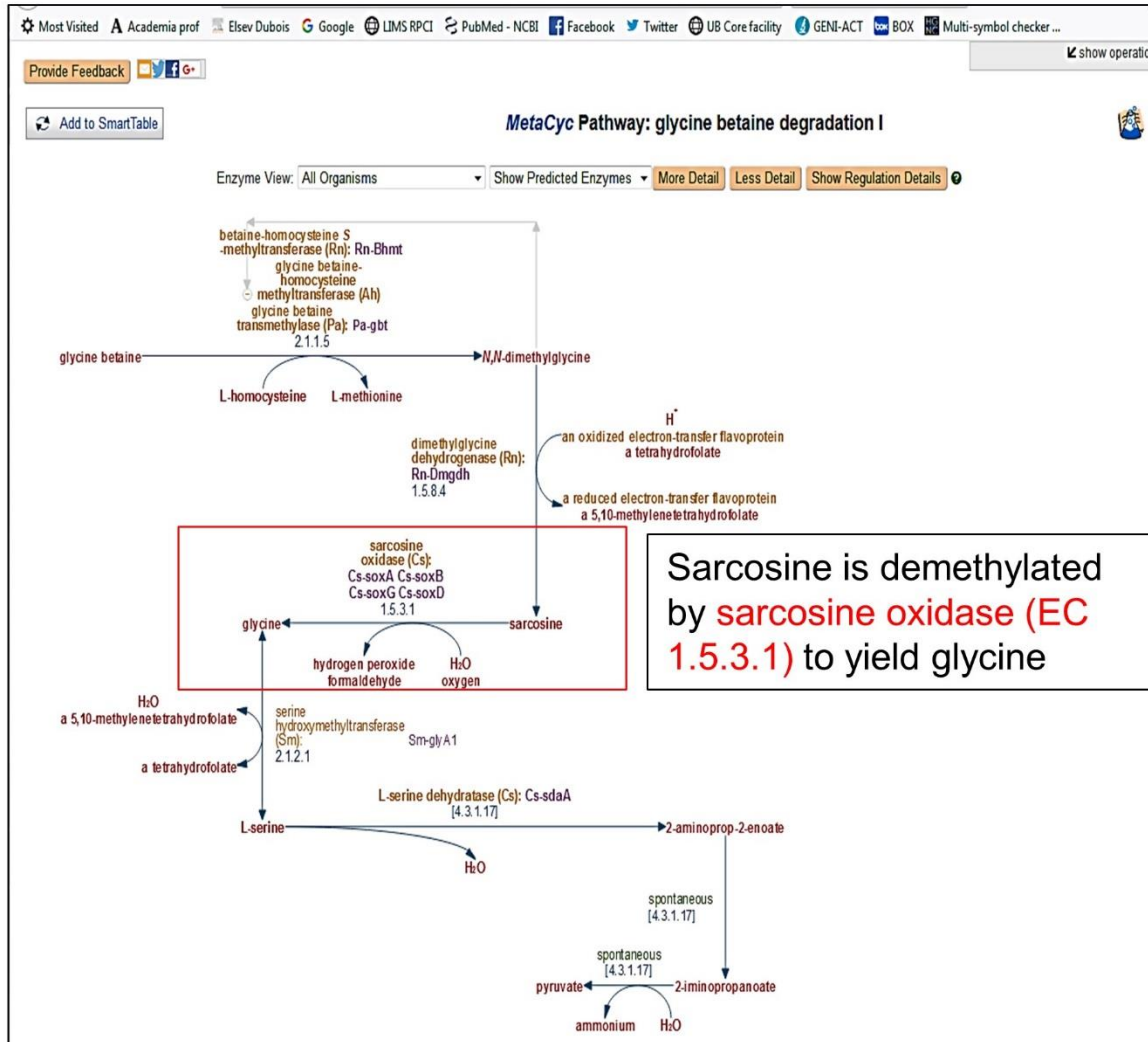 Most Visited Academia prof Elsev Dubois Google LIMS RPCI PubMed - NCBI Facebook Twitter UB Core facility GENI-ACT BOX Multi-symbol checker ...
show operatio
Provide Feedback
G+
Add to SmartTable
MetaCyc Pathway: glycine betaine degradation I
Enzyme View: All Organisms Show Predicted Enzymes More Detail Less Detail Show Regulation Details
betaine-homocysteine S
-methyltransferase (Rn): Rn-Bhmt
glycine betaine-
homocysteine
methyltransferase (Ah)
glycine betaine
transmethylase (Pa): Pa-gbt
2.1.1.5
glycine betaine
N,N-dimethylglycine
L-homocysteine L-methionine
dimethylglycine
dehydrogenase (Rn):
Rn-Dmgdh
1.5.8.4
an oxidized electron-transfer flavoprotein
a tetrahydrofolate
a reduced electron-transfer flavoprotein
a 5,10-methylenetetrahydrofolate
sarcosine
oxidase (Cs):
Cs-soxA Cs-soxB
Cs-soxG Cs-soxD
1.5.3.1
glycine
sarcosine
hydrogen peroxide
formaldehyde
H₂O
oxygen
Sarcosine is demethylated
by sarcosine oxidase (EC
1.5.3.1) to yield glycine
H₂O
a 5,10-methylenetetrahydrofolate
a tetrahydrofolate
serine
hydroxymethyltransferase
(Sm):
Sm-glyA1
2.1.2.1
L-serine dehydratase (Cs): Cs-sdaA
[4.3.1.17]
L-serine
2-aminoprop-2-enoate
H₂O
spontaneous
[4.3.1.17]
spontaneous
[4.3.1.17]
pyruvate
2-iminopropanoate
ammonium H₂O